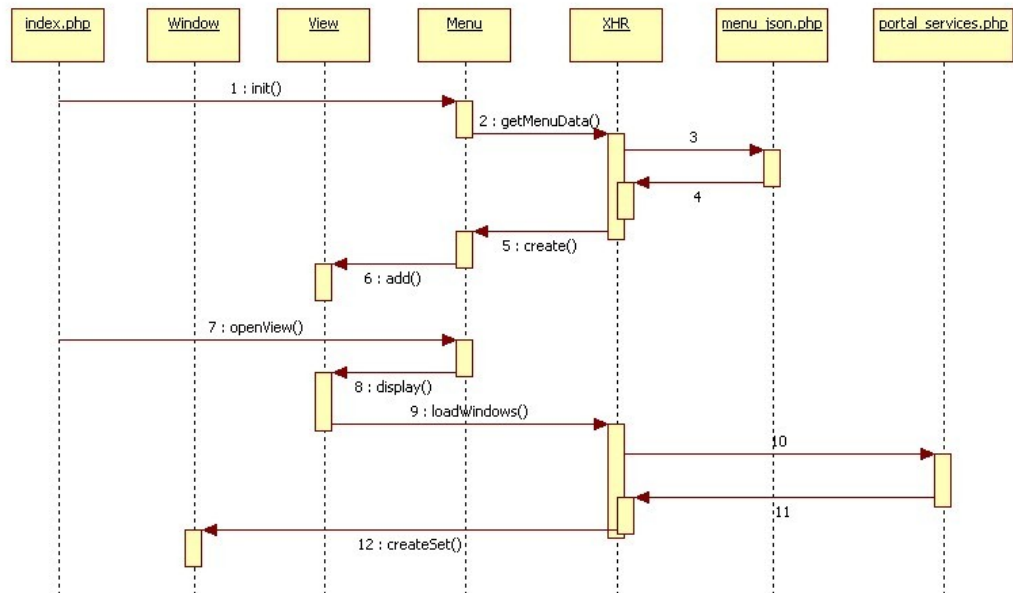 index.php
Window
View
Menu
XHR
menu_json.php
portal_services.php
1 : init()
2 : getMenuData()
3
4
5 : create()
6 : add()
7 : openView()
8 : display()
9 : loadWindows()
10
11
12 : createSet()